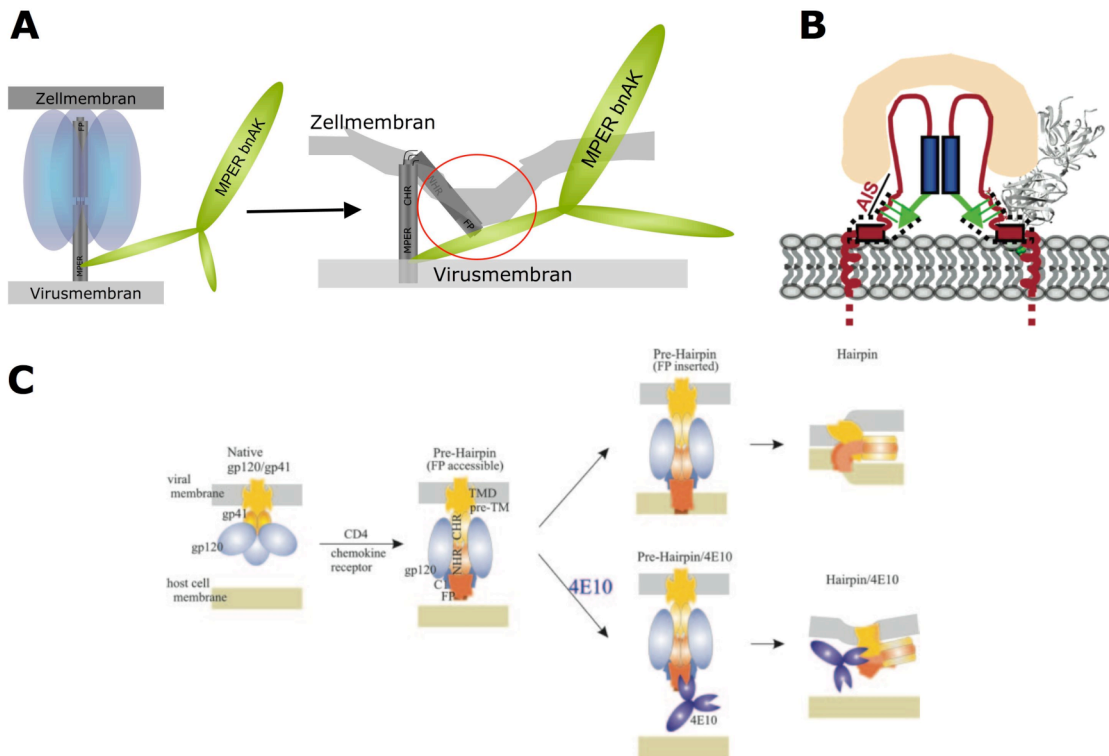 A
Zellmembran
FP
MPER
MPER bnAK
Virusmembran
Zellmembran
CHR
MPER
NHR
FP
MPER bnAK
Virusmembran
B
AIS
C
Native
gp120/gp41
viral
membrane
gp41
gp120
host cell
membrane
CD4
chemokine
receptor
Pre-Hairpin
(FP accessible)
TMD
pre-TM
CHR
NHR
gp120
FP
4E10
Pre-Hairpin
(FP inserted)
Hairpin
Pre-Hairpin/4E10
4E10
Hairpin/4E10